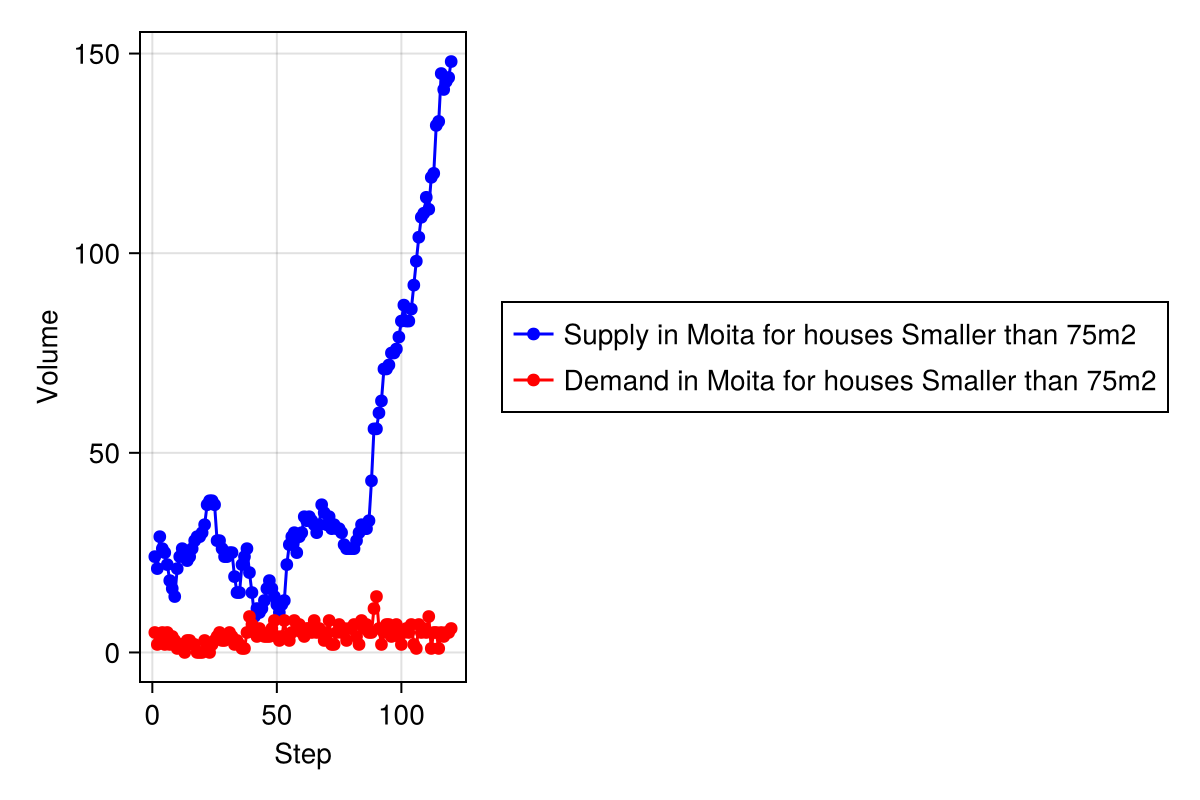 150
100
50
0
Volume
0 50 100
Step
Supply in Moita for houses Smaller than 75m2
Demand in Moita for houses Smaller than 75m2